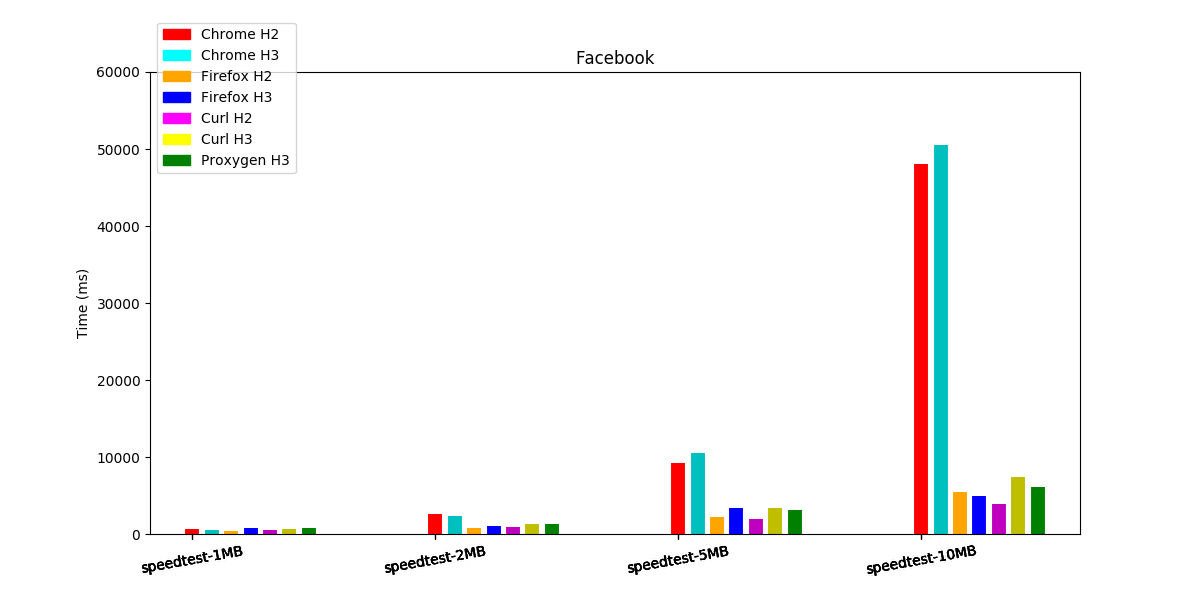 Chrome H2
Chrome H3
Firefox H2
Firefox H3
Curl H2
Curl H3
Proxygen H3
Facebook
Time (ms)
60000
50000
40000
30000
20000
10000
0
speedtest-1MB
speedtest-2MB
speedtest-5MB
speedtest-10MB